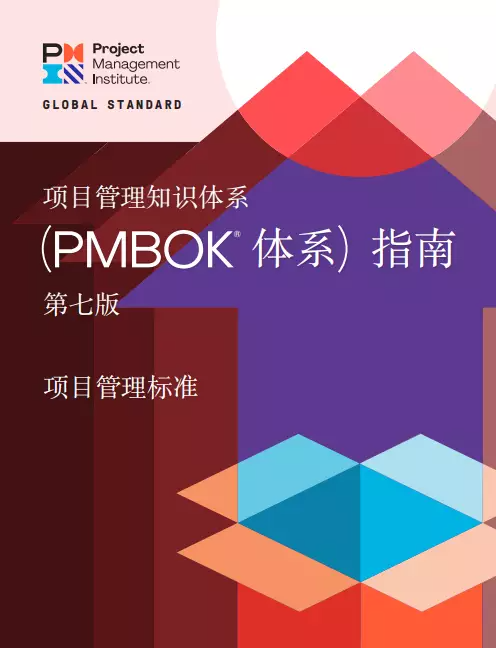 Project
Management
Institute.
GLOBAL STANDARD
项目管理知识体系
（PMBOK® 体系）指南
第七版
项目管理标准